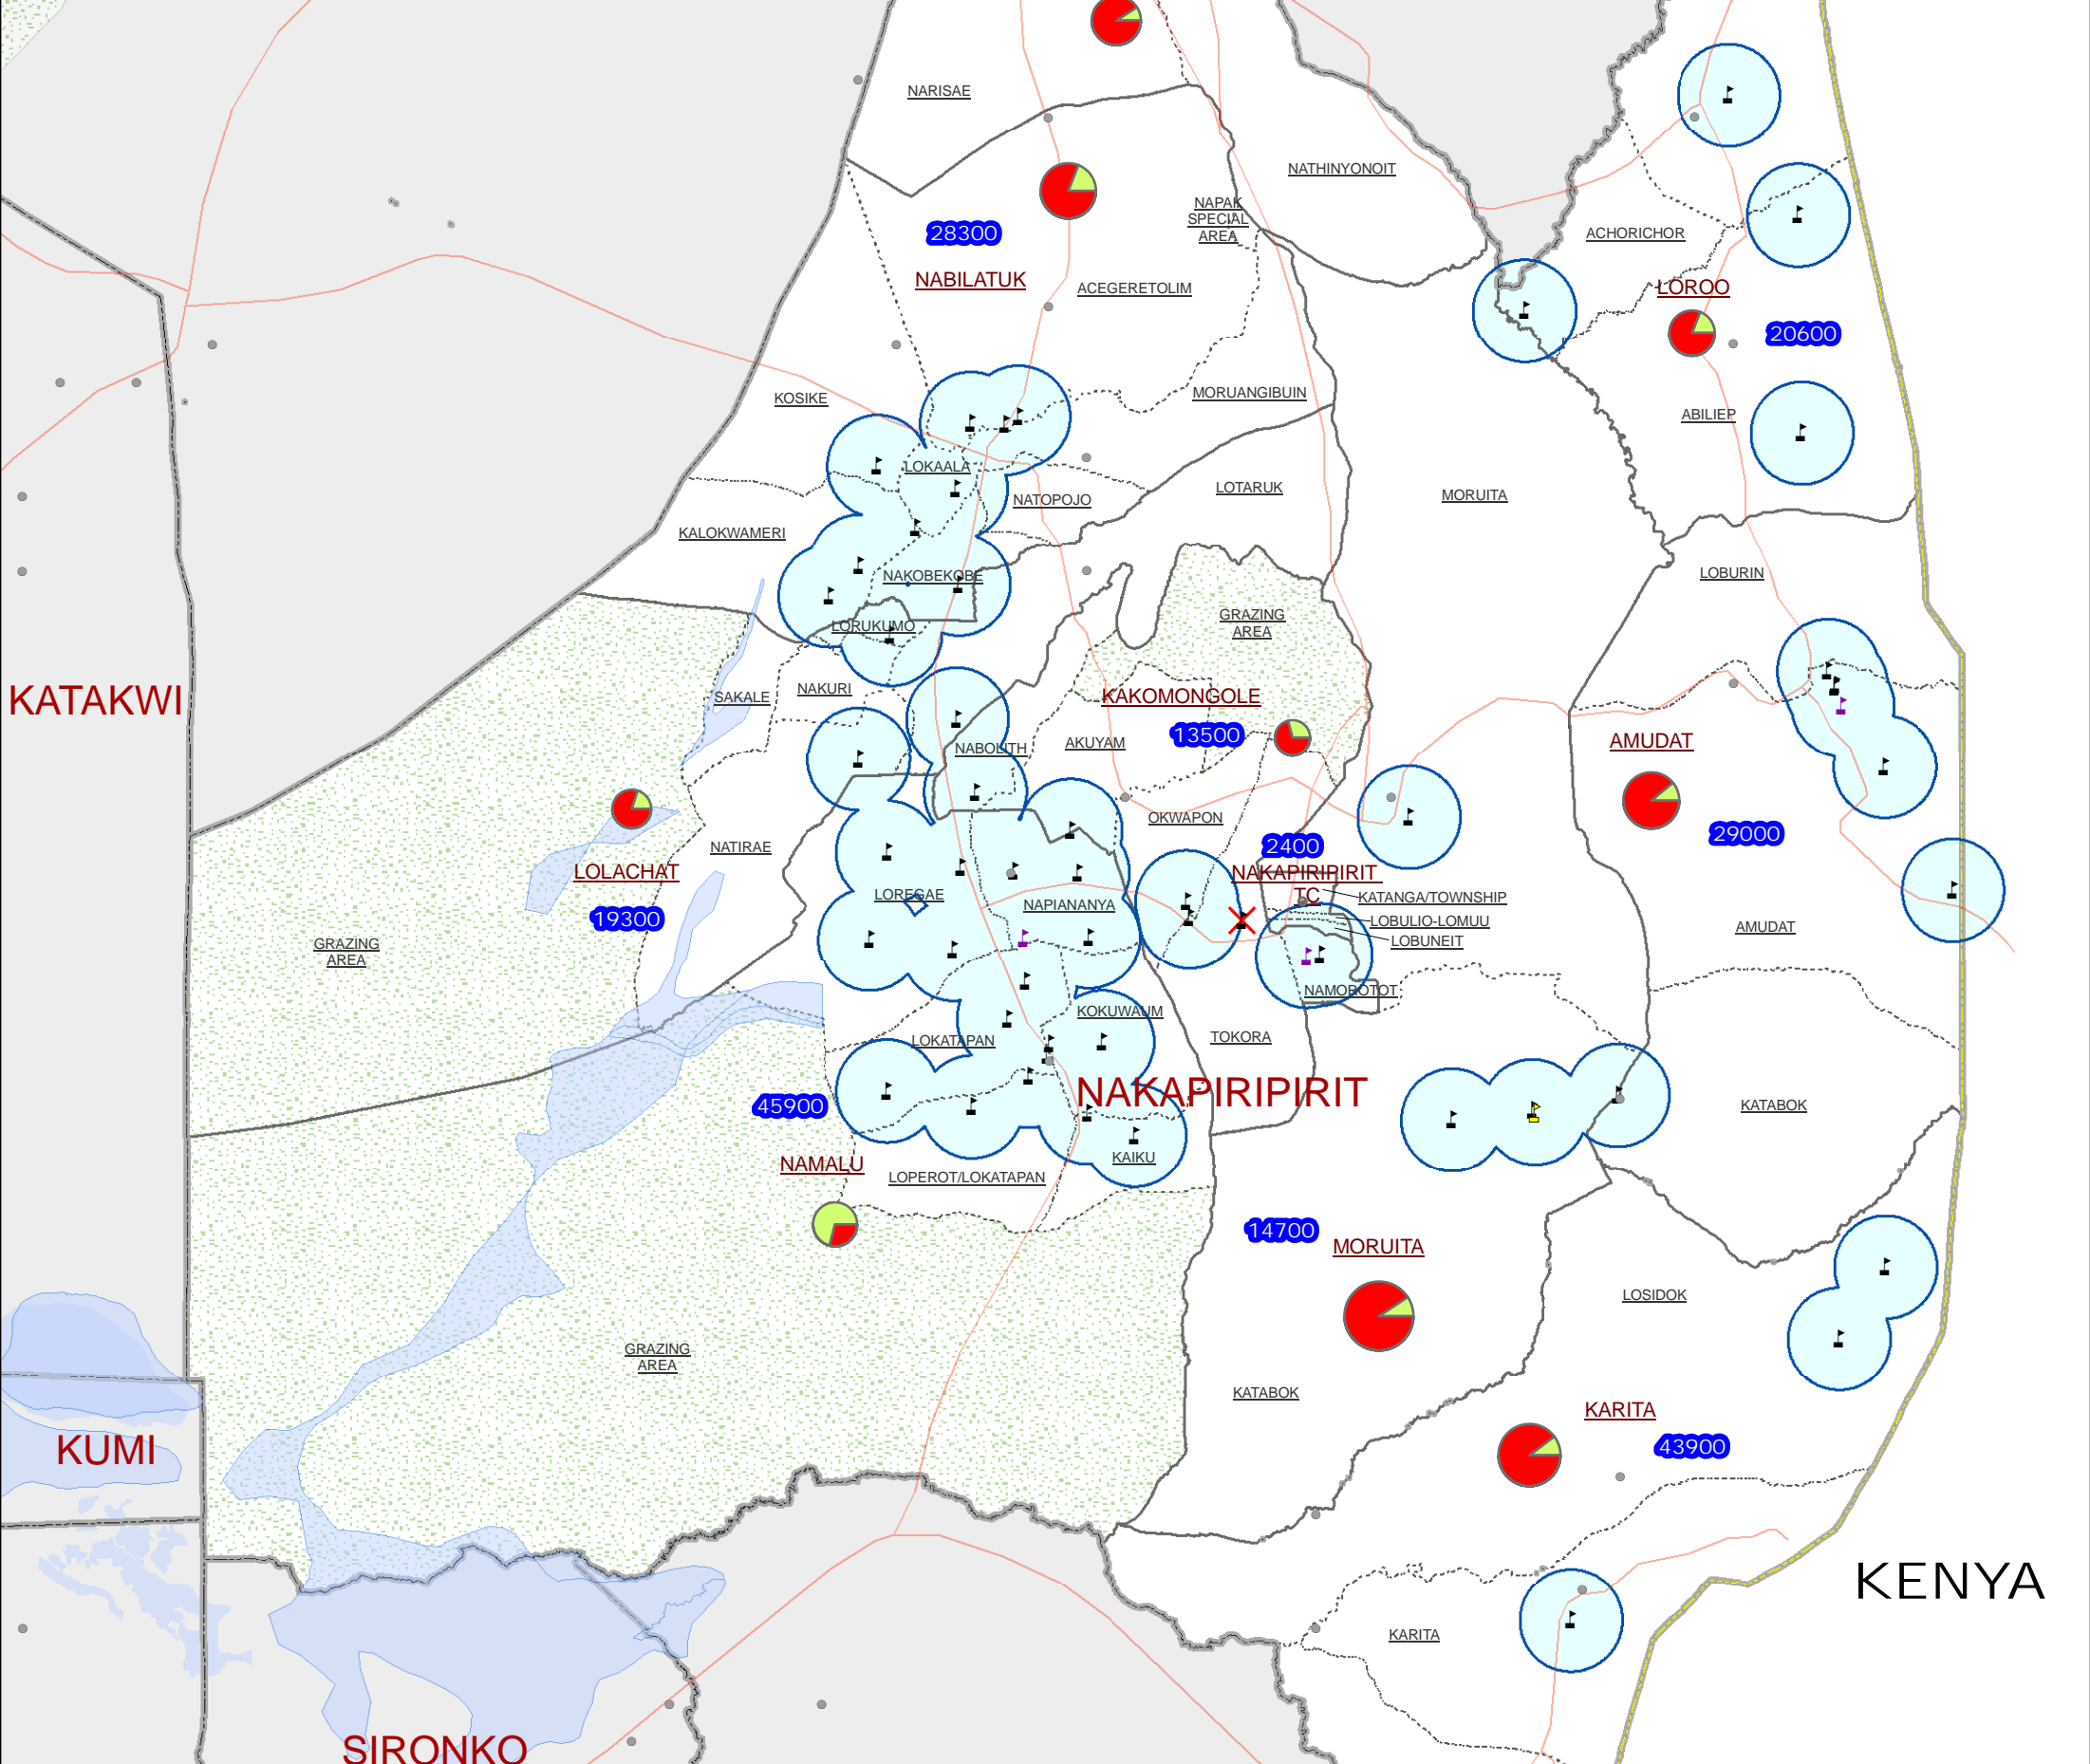 NARISAE
NATHINYONOIT
NAPAK
SPECIAL
AREA
28300
NABILATUK
ACEGERETOLIM
ACHORICHOR
LOROO
20600
KOSIKE
MORUANGIBUIN
ABILIEP
LOKAALA
NATOPOJO
LOTARUK
MORUITA
KALOKWAMERI
NAKOBEKOBE
LOBURIN
LORUKUMO
GRAZING
AREA
KATAKWI
SAKALE
NAKURI
KAKOMONGOLE
13500
NABOLITH
AKUYAM
AMUDAT
29000
OKWAPON
NATIRAE
2400
LOLACHAT
NAKAPIRIPIRIT
TC
KATANGA/TOWNSHIP
LOREGAE
NAPIANANYA
LOBULIO-LOMUU
19300
LOBUNEIT
AMUDAT
GRAZING
AREA
NAMOROTOT
KOKUWAUM
LOKATAPAN
TOKORA
NAKAPIRIPIRIT
45900
KATABOK
KAIKU
NAMALU
LOPEROT/LOKATAPAN
14700
MORUITA
LOSIDOK
GRAZING
AREA
KATABOK
KARITA
43900
KUMI
KENYA
KARITA
SIRONKO